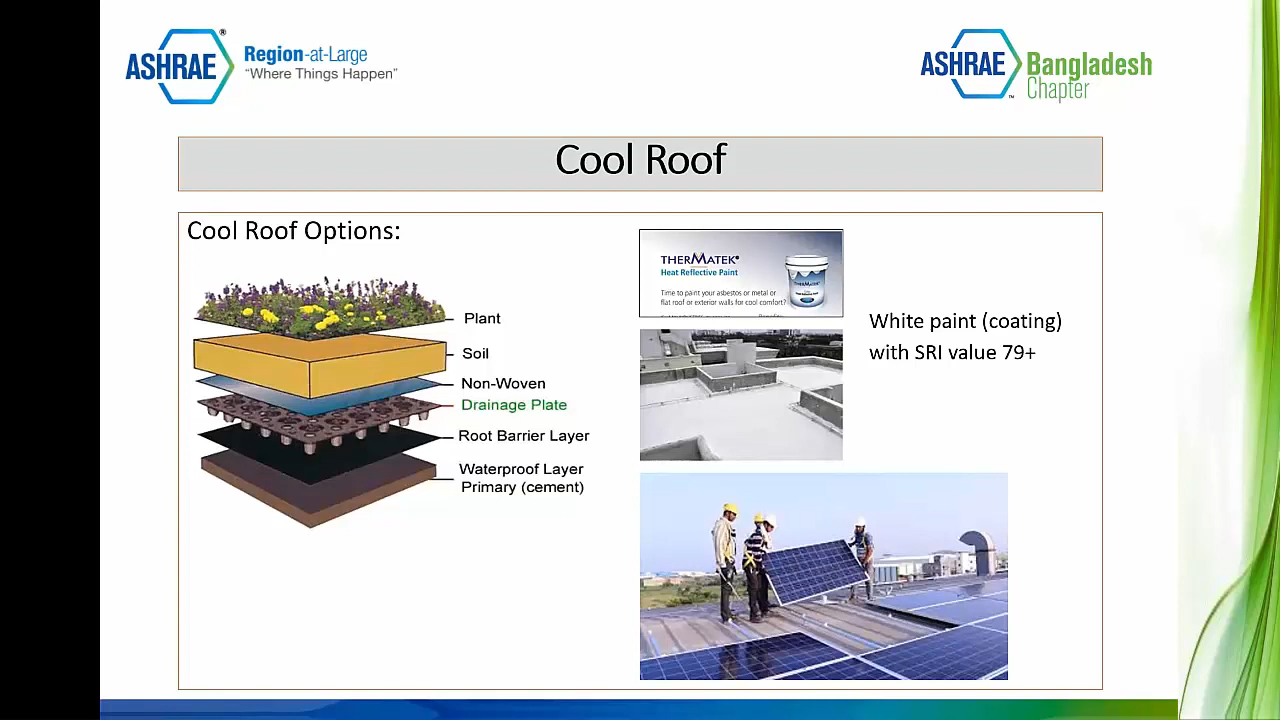 ASHRAE®
Region-at-Large
"Where Things Happen"
ASHRAE™
Bangladesh
Chapter
Cool Roof
Cool Roof Options:
Plant
Soil
Non-Woven
Drainage Plate
Root Barrier Layer
Waterproof Layer
Primary (cement)
THERMATEK®
Heat Reflective Paint
Time to paint your asbestos or metal or
flat roof or exterior walls for cool comfort?
White paint (coating)
with SRI value 79+